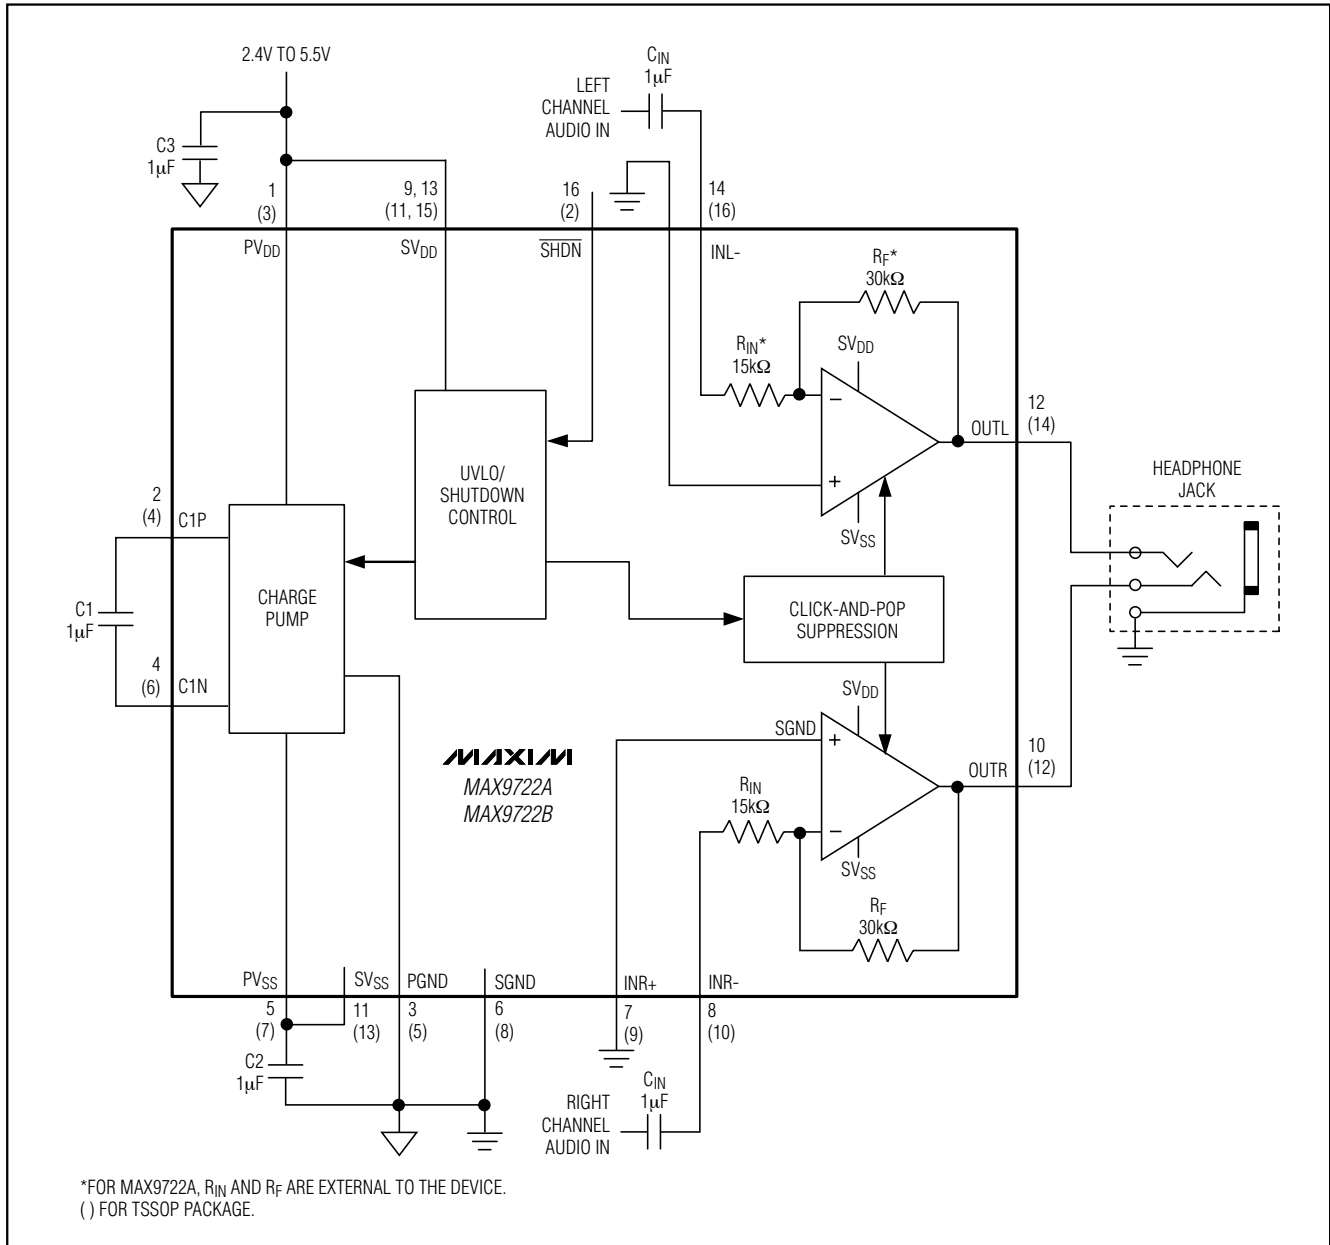 2.4V TO 5.5V
C3
1µF
CIN
1µF
LEFT
CHANNEL
AUDIO IN
1
(3)
9, 13
(11, 15)
16
(2)
14
(16)
PVDD
SVDD
SHDN
INL-
RF*
30kΩ
RIN*
15kΩ
SVDD
−
+
SVSS
OUTL
12
(14)
HEADPHONE
JACK
UVLO/
SHUTDOWN
CONTROL
2
(4)
C1P
C1
1µF
CHARGE
PUMP
4
(6)
C1N
CLICK-AND-POP
SUPPRESSION
MAXIM
MAX9722A
MAX9722B
SVDD
SGND
+
−
SVSS
RIN
15kΩ
OUTR
10
(12)
RF
30kΩ
PVSS
SVSS
PGND
SGND
INR+
INR-
5
(7)
11
(13)
3
(5)
6
(8)
7
(9)
8
(10)
C2
1µF
RIGHT
CHANNEL
AUDIO IN
CIN
1µF
*FOR MAX9722A, RIN AND RF ARE EXTERNAL TO THE DEVICE.
( ) FOR TSSOP PACKAGE.